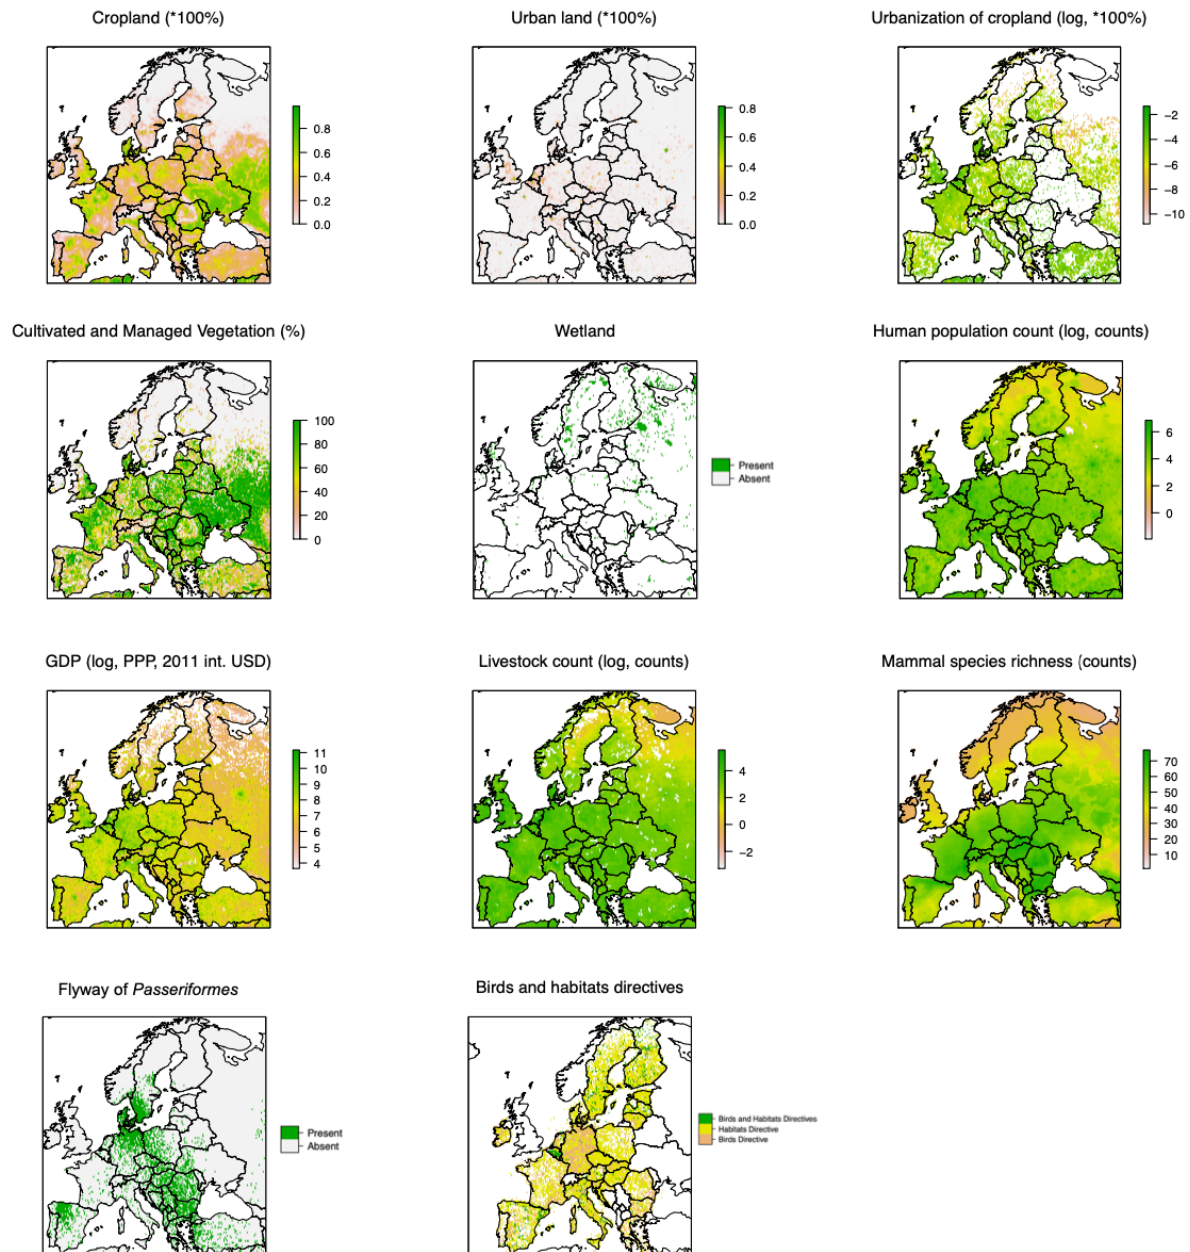 Cropland (*100%)
Urban land (*100%)
Urbanization of cropland (log, *100%)
0.8
0.6
0.4
0.2
0.0
0.8
0.6
0.4
0.2
0.0
−2
−4
−6
−8
−10
Cultivated and Managed Vegetation (%)
Wetland
Human population count (log, counts)
100
80
60
40
20
0
Present
Absent
6
4
2
0
GDP (log, PPP, 2011 int. USD)
Livestock count (log, counts)
Mammal species richness (counts)
11
10
9
8
7
6
5
4
4
2
0
−2
70
60
50
40
30
20
10
Flyway of Passeriformes
Birds and habitats directives
Present
Absent
Birds and Habitats Directives
Habitats Directive
Birds Directive